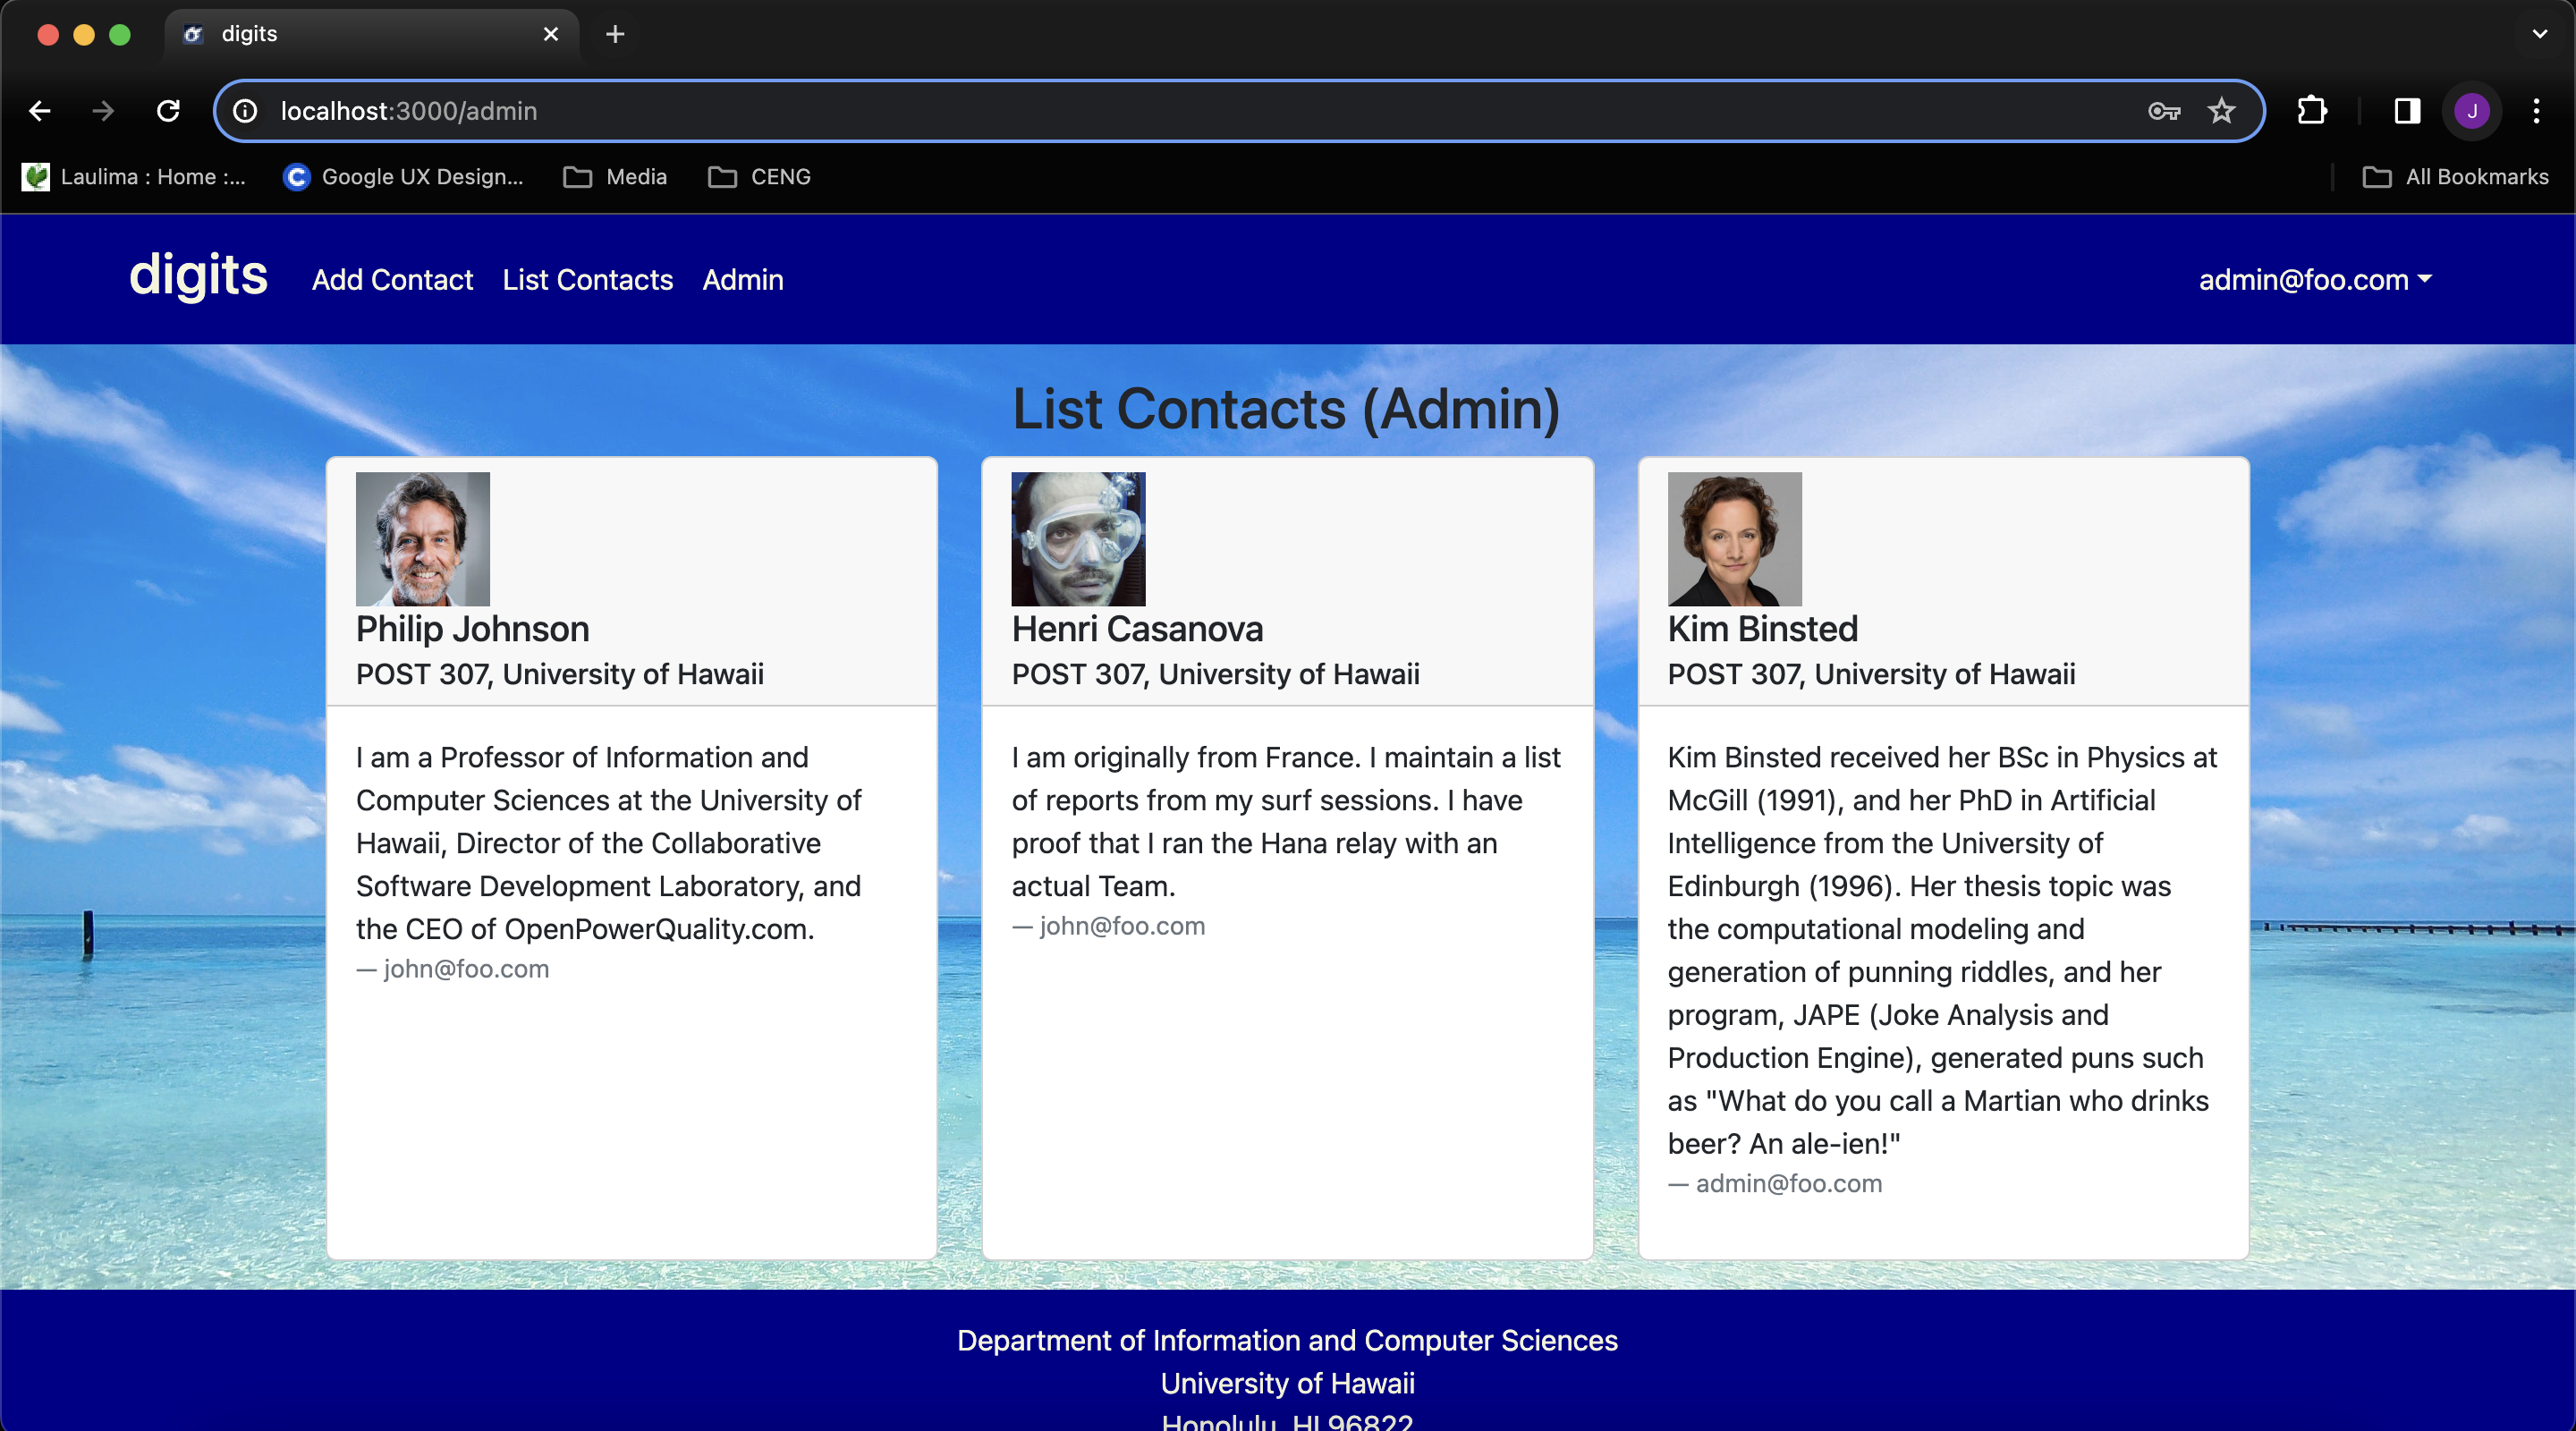 digits
localhost:3000/admin
J
Laulima : Home :...
Google UX Design...
Media
CENG
All Bookmarks
digits
Add Contact
List Contacts
Admin
admin@foo.com
List Contacts (Admin)
Philip Johnson
POST 307, University of Hawaii
I am a Professor of Information and
Computer Sciences at the University of
Hawaii, Director of the Collaborative
Software Development Laboratory, and
the CEO of OpenPowerQuality.com.
— john@foo.com
Henri Casanova
POST 307, University of Hawaii
I am originally from France. I maintain a list
of reports from my surf sessions. I have
proof that I ran the Hana relay with an
actual Team.
— john@foo.com
Kim Binsted
POST 307, University of Hawaii
Kim Binsted received her BSc in Physics at
McGill (1991), and her PhD in Artificial
Intelligence from the University of
Edinburgh (1996). Her thesis topic was
the computational modeling and
generation of punning riddles, and her
program, JAPE (Joke Analysis and
Production Engine), generated puns such
as "What do you call a Martian who drinks
beer? An ale-ien!"
— admin@foo.com
Department of Information and Computer Sciences
University of Hawaii
Honolulu, HI 96822